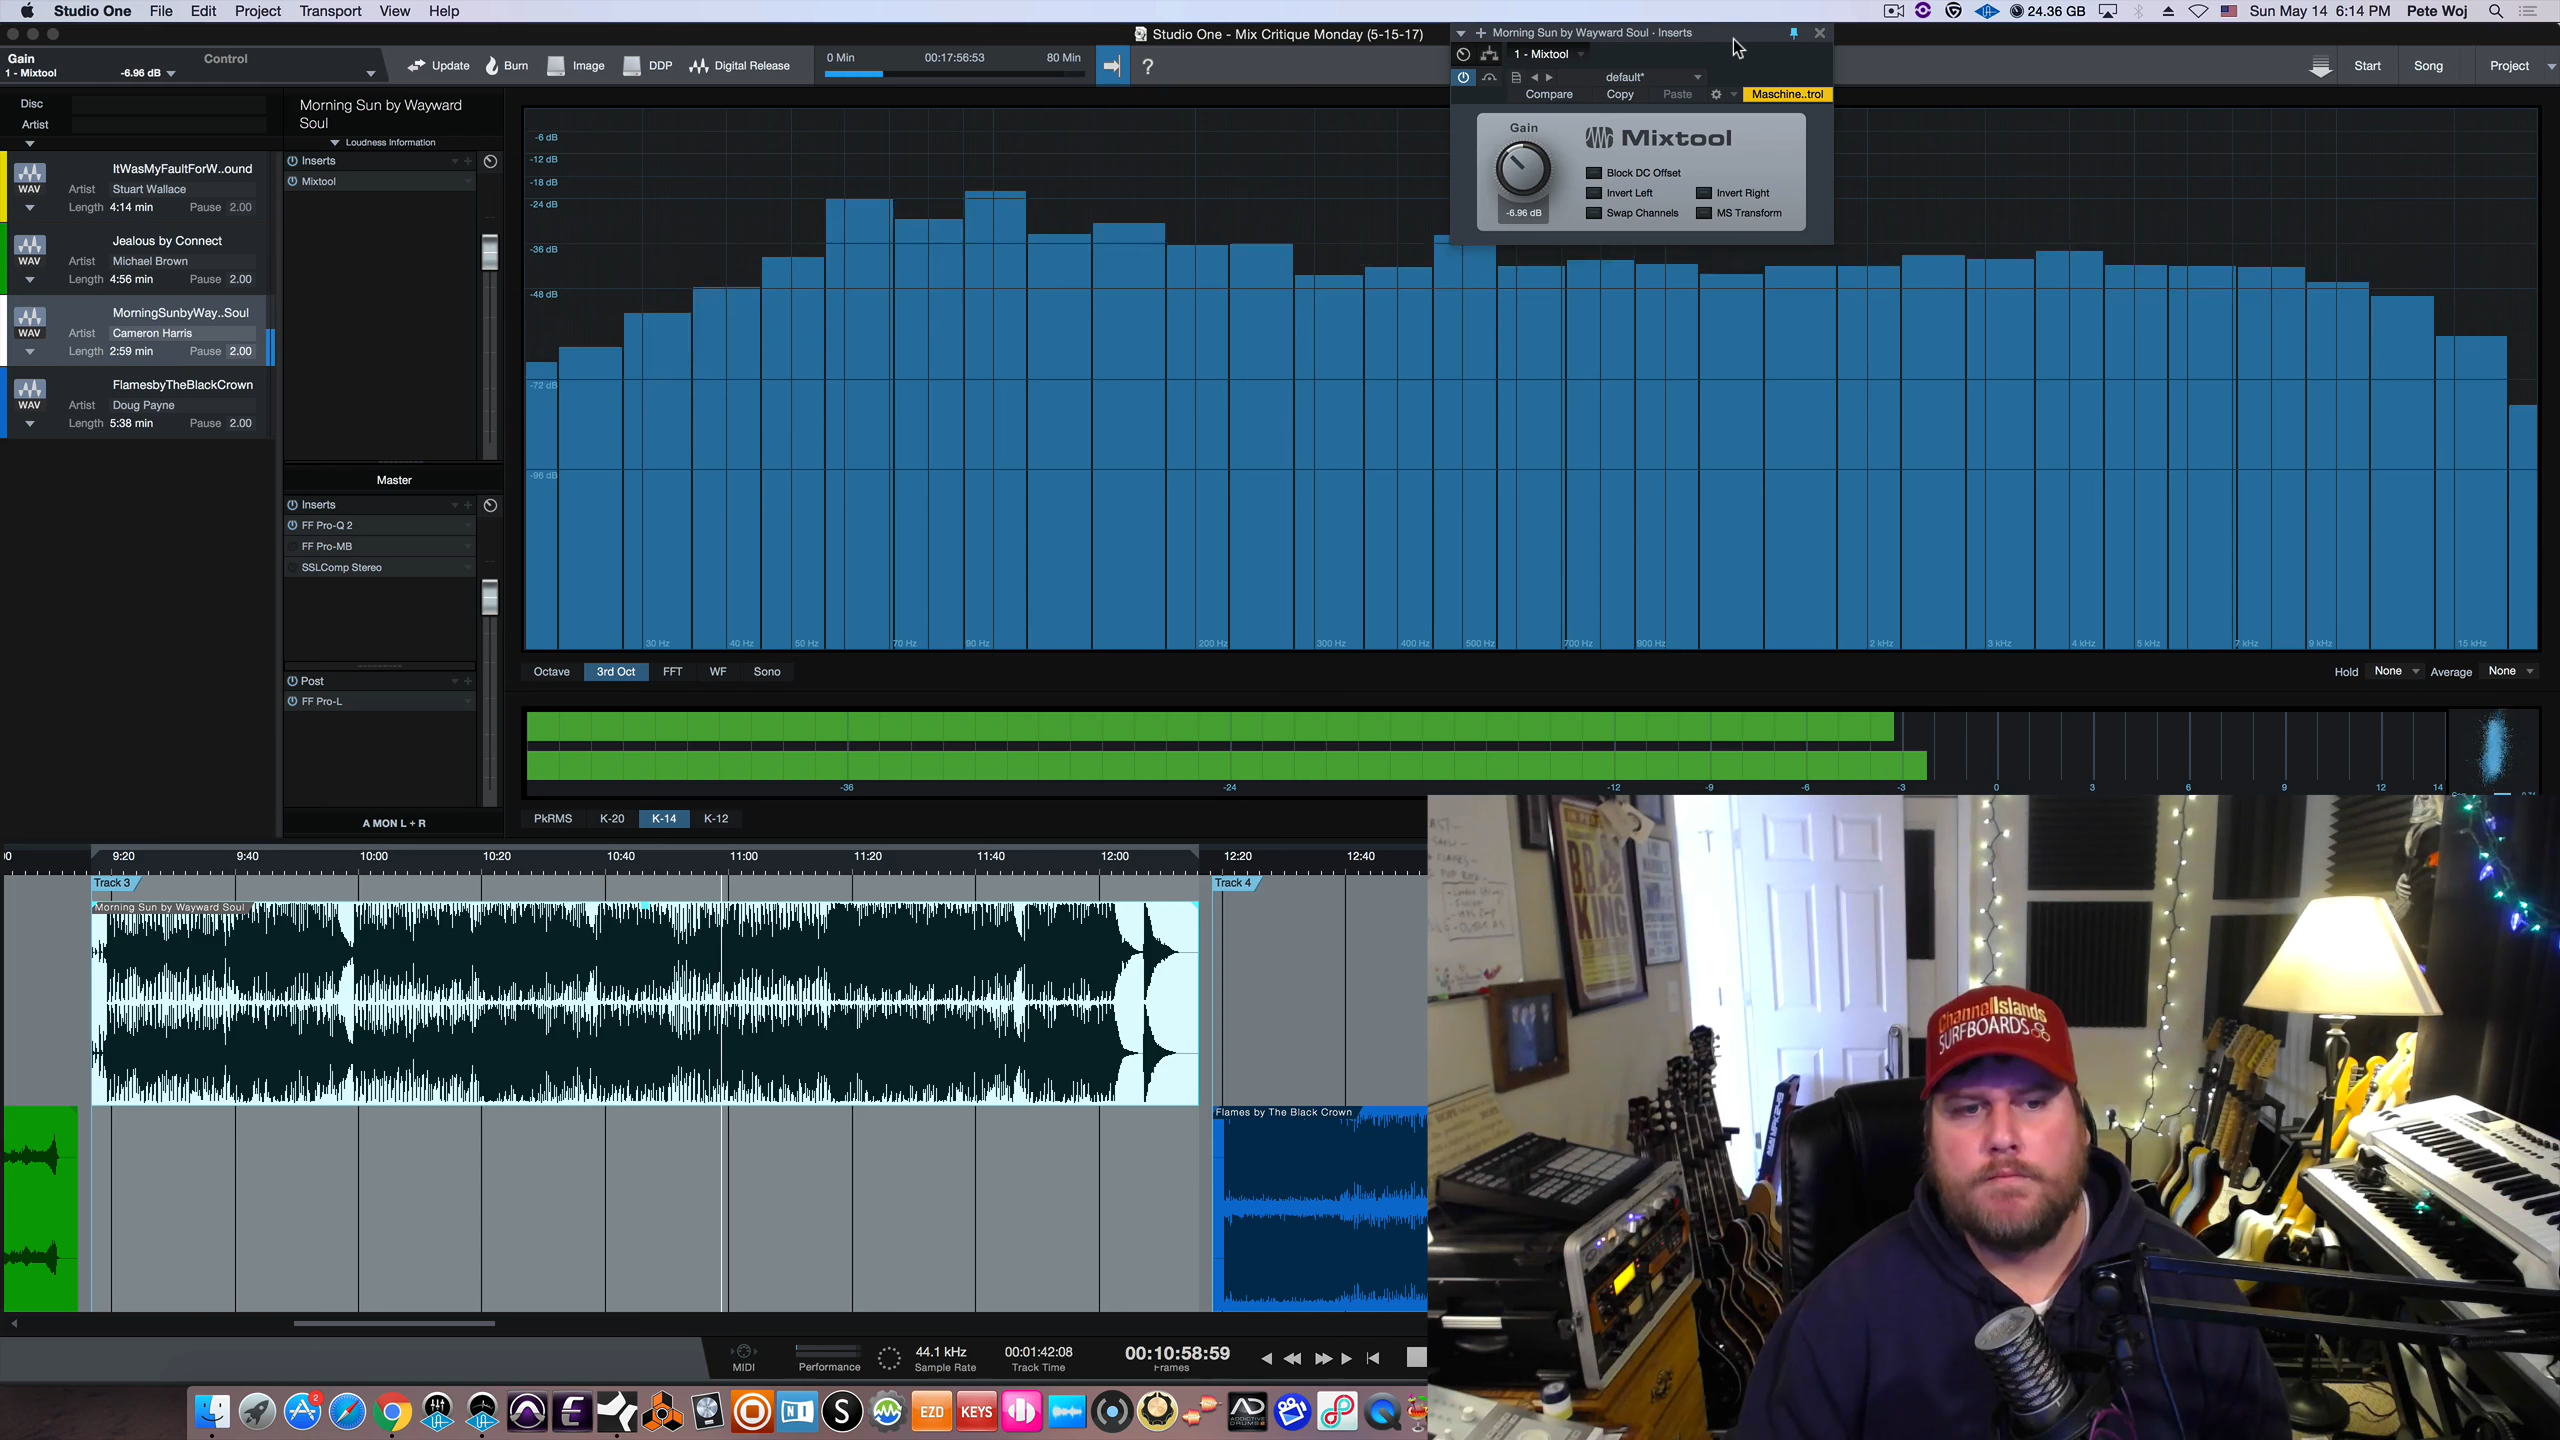 Studio One File Edit Project Transport View Help
24.36 GB Sun May 14 6:14 PM Pete Woj
Studio One - Mix Critique Monday (5-15-17)
Gain Control
1 - Mixtool -6.96 dB
Update Burn Image DDP Digital Release
0 Min 00:17:56:53 80 Min
?
Start Song Project
Morning Sun by Wayward Soul - Inserts
1 - Mixtool
default*
Compare Copy Paste Maschine..trol
Gain Mixtool
-6.96 dB
Block DC Offset
Invert Left Invert Right
Swap Channels MS Transform
Disc
Artist
Morning Sun by Wayward Soul
Loudness Information
Inserts
Mixtool
WAV
ItWasMyFaultForW..ound
Artist Stuart Wallace
Length 4:14 min Pause 2.00
WAV
Jealous by Connect
Artist Michael Brown
Length 4:56 min Pause 2.00
WAV
MorningSunbyWay..Soul
Artist Cameron Harris
Length 2:59 min Pause 2.00
WAV
FlamesbyTheBlackCrown
Artist Doug Payne
Length 5:38 min Pause 2.00
Master
Inserts
FF Pro-Q 2
FF Pro-MB
SSLComp Stereo
Post
FF Pro-L
A MON L + R
-6 dB
-12 dB
-18 dB
-24 dB
-36 dB
-48 dB
-72 dB
-96 dB
30 Hz 40 Hz 50 Hz 70 Hz 90 Hz 200 Hz 300 Hz 400 Hz 500 Hz 700 Hz 900 Hz 2 kHz 3 kHz 4 kHz 5 kHz 7 kHz 9 kHz 15 kHz
Octave 3rd Oct FFT WF Sono
Hold None Average None
-36 -24 -12 -9 -6 -3 0 3 6 9 12 14
PkRMS K-20 K-14 K-12
9:20 9:40 10:00 10:20 10:40 11:00 11:20 11:40 12:00 12:20 12:40
Track 3 Track 4
Morning Sun by Wayward Soul
Flames by The Black Crown
MIDI Performance
44.1 kHz
Sample Rate
00:01:42:08
Track Time
00:10:58:59
Frames
2
EZD KEYS
AD
B.B.
KING
ChannelIslands
SURFBOARDS